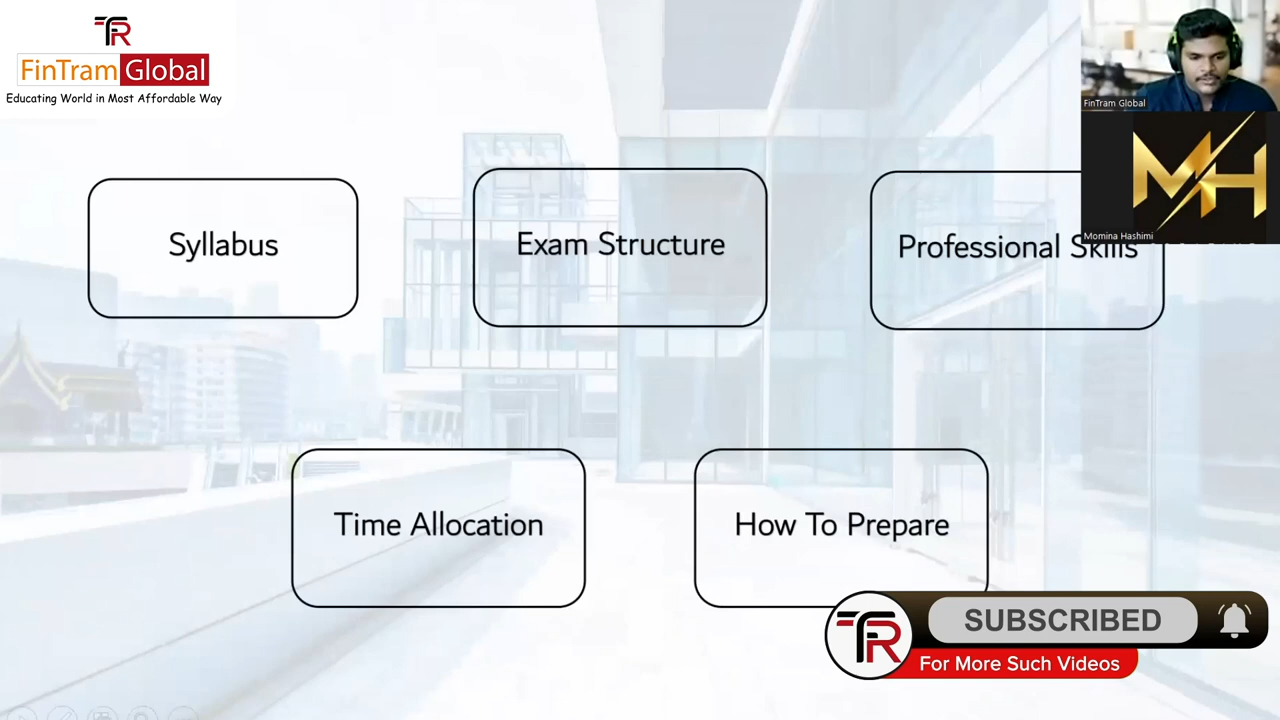 TR
FinTram Global
Educating World in Most Affordable Way
FinTram Global
MH
Momina Hashimi
Syllabus
Exam Structure
Professional Skills
Time Allocation
How To Prepare
TR
SUBSCRIBED
For More Such Videos